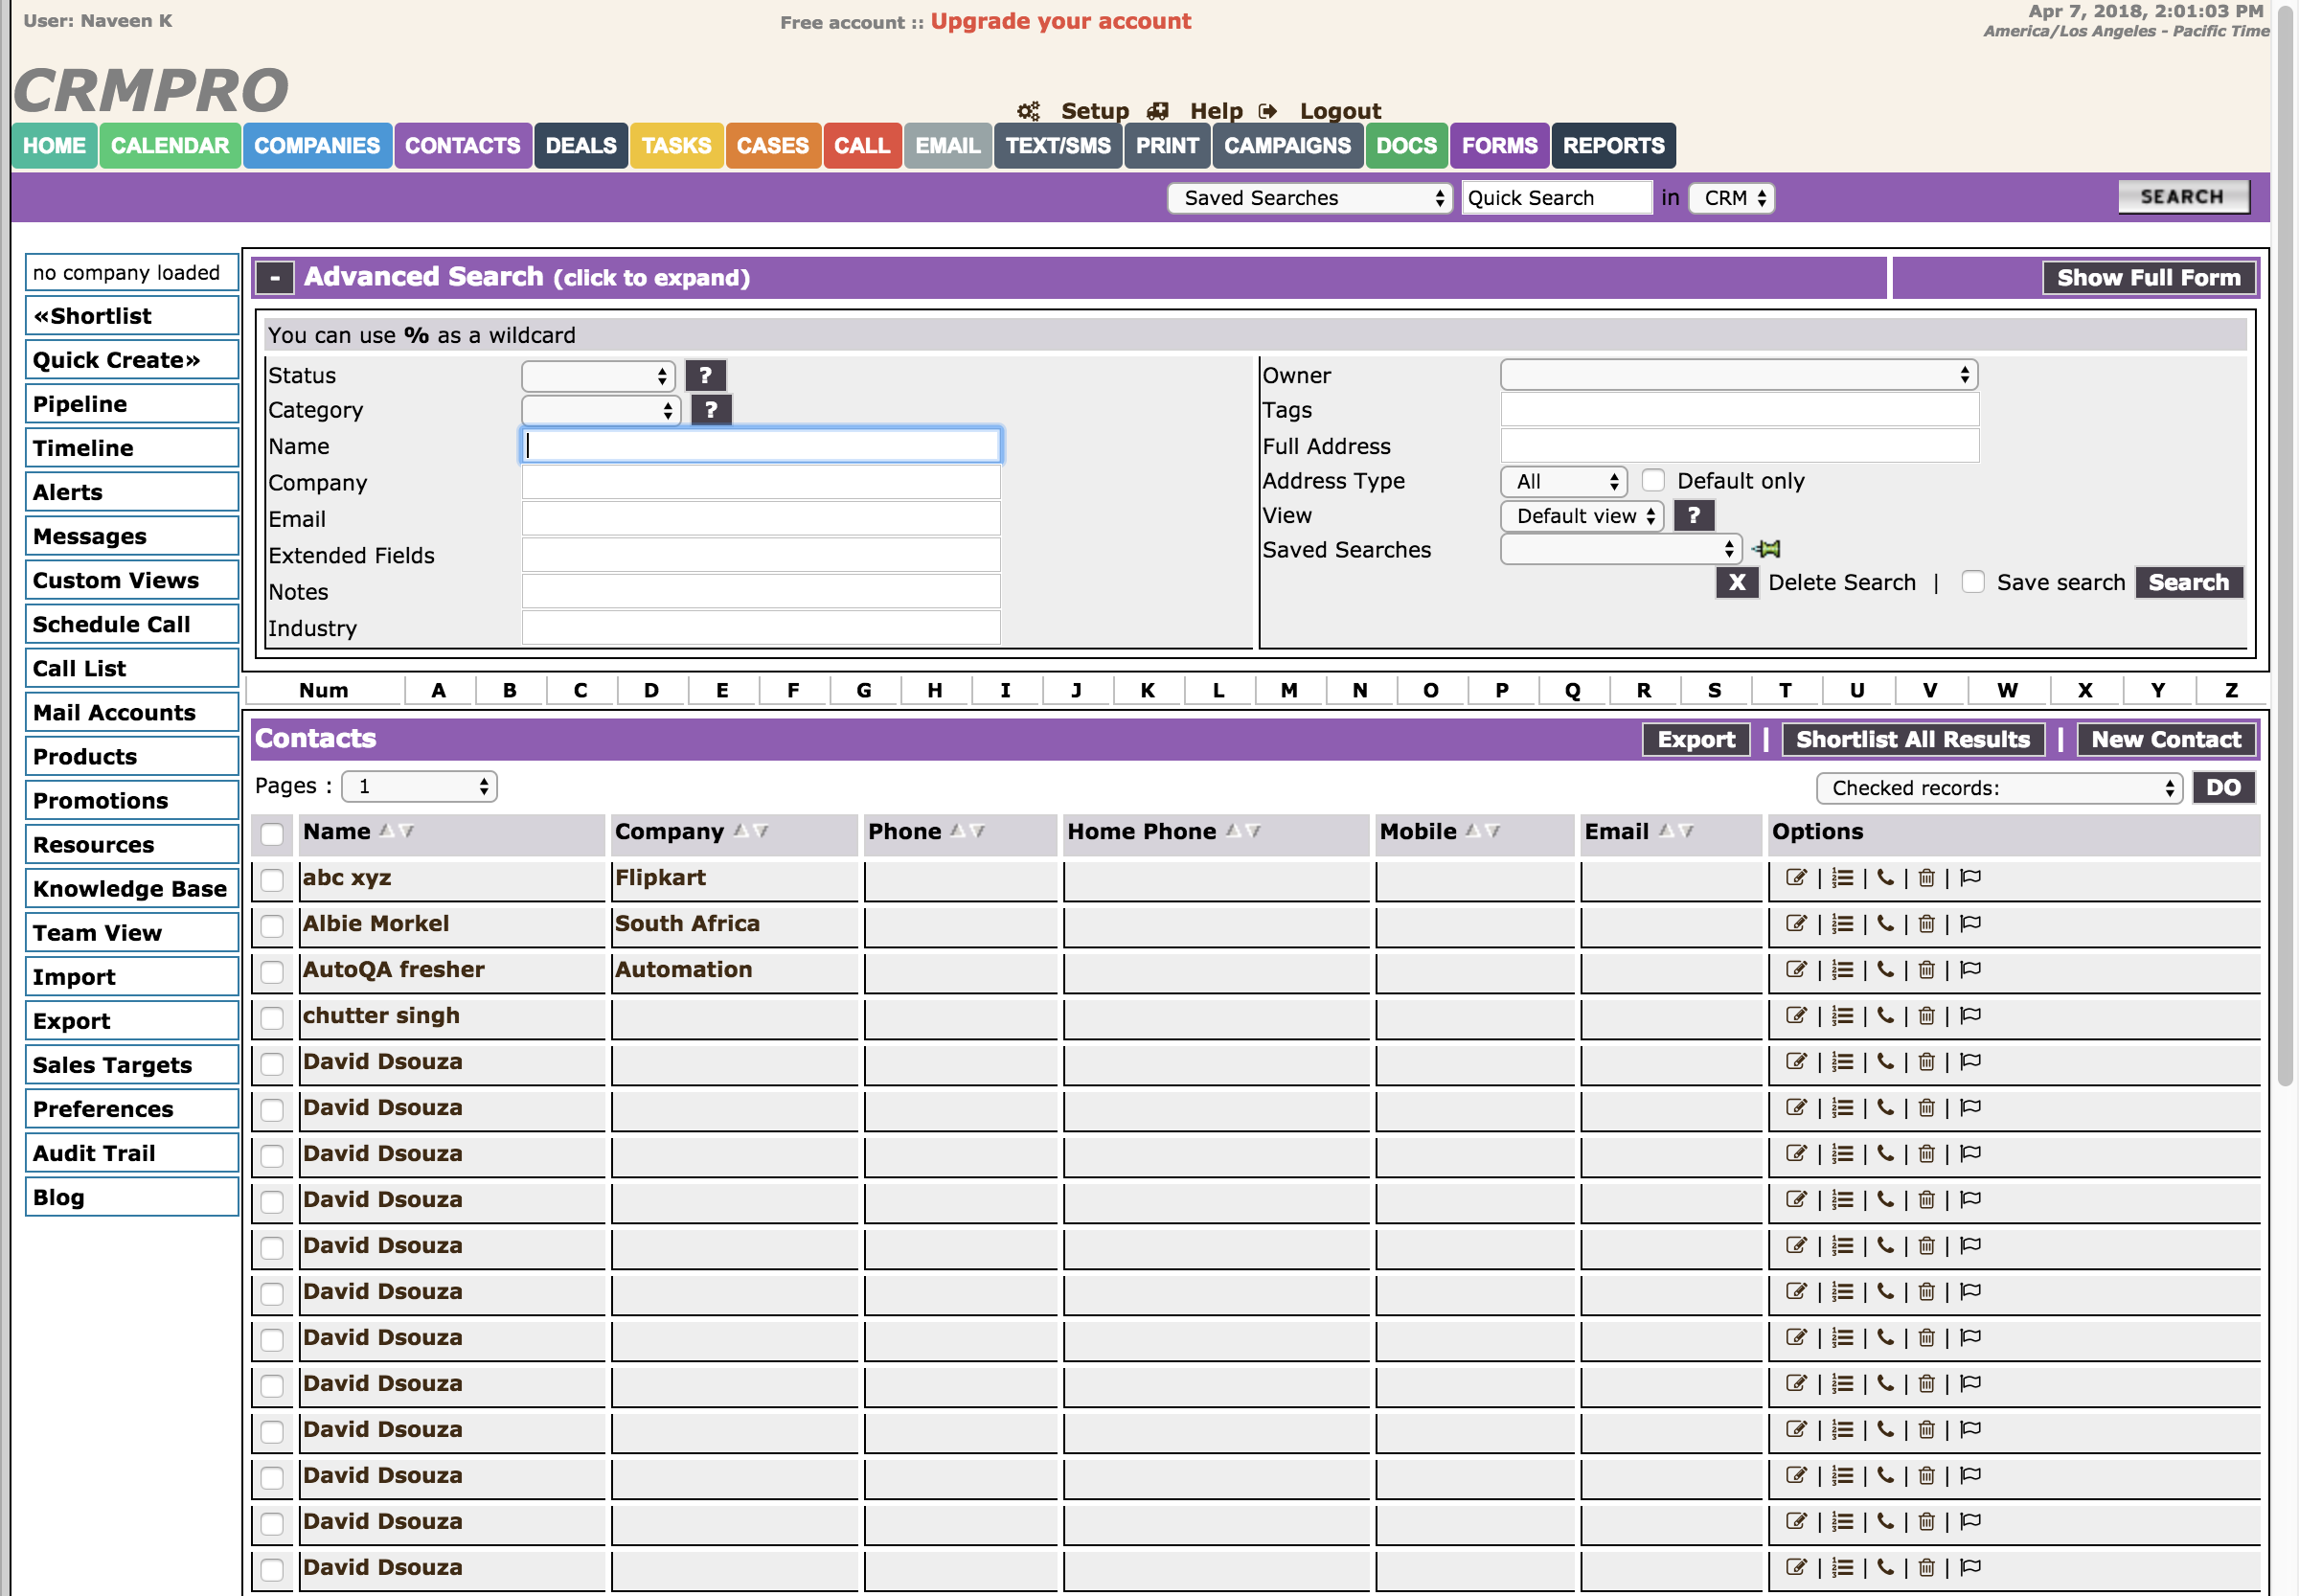 User: Naveen K
Free account :: Upgrade your account
Apr 7, 2018, 2:01:03 PM
America/Los Angeles - Pacific Time
CRMPRO
Setup Help Logout
HOME CALENDAR COMPANIES CONTACTS DEALS TASKS CASES CALL EMAIL TEXT/SMS PRINT CAMPAIGNS DOCS FORMS REPORTS
Saved Searches Quick Search in CRM SEARCH
no company loaded
«Shortlist
Quick Create»
Pipeline
Timeline
Alerts
Messages
Custom Views
Schedule Call
Call List
Mail Accounts
Products
Promotions
Resources
Knowledge Base
Team View
Import
Export
Sales Targets
Preferences
Audit Trail
Blog
- Advanced Search (click to expand) Show Full Form
You can use % as a wildcard
Status ?
Category ?
Name
Company
Email
Extended Fields
Notes
Industry
Owner
Tags
Full Address
Address Type All Default only
View Default view ?
Saved Searches
X Delete Search | Save search Search
Num A B C D E F G H I J K L M N O P Q R S T U V W X Y Z
Contacts Export | Shortlist All Results | New Contact
Pages : 1 Checked records: DO
Name Company Phone Home Phone Mobile Email Options
abc xyz Flipkart | | | |
Albie Morkel South Africa | | | |
AutoQA fresher Automation | | | |
chutter singh | | | |
David Dsouza | | | |
David Dsouza | | | |
David Dsouza | | | |
David Dsouza | | | |
David Dsouza | | | |
David Dsouza | | | |
David Dsouza | | | |
David Dsouza | | | |
David Dsouza | | | |
David Dsouza | | | |
David Dsouza | | | |
David Dsouza | | | |